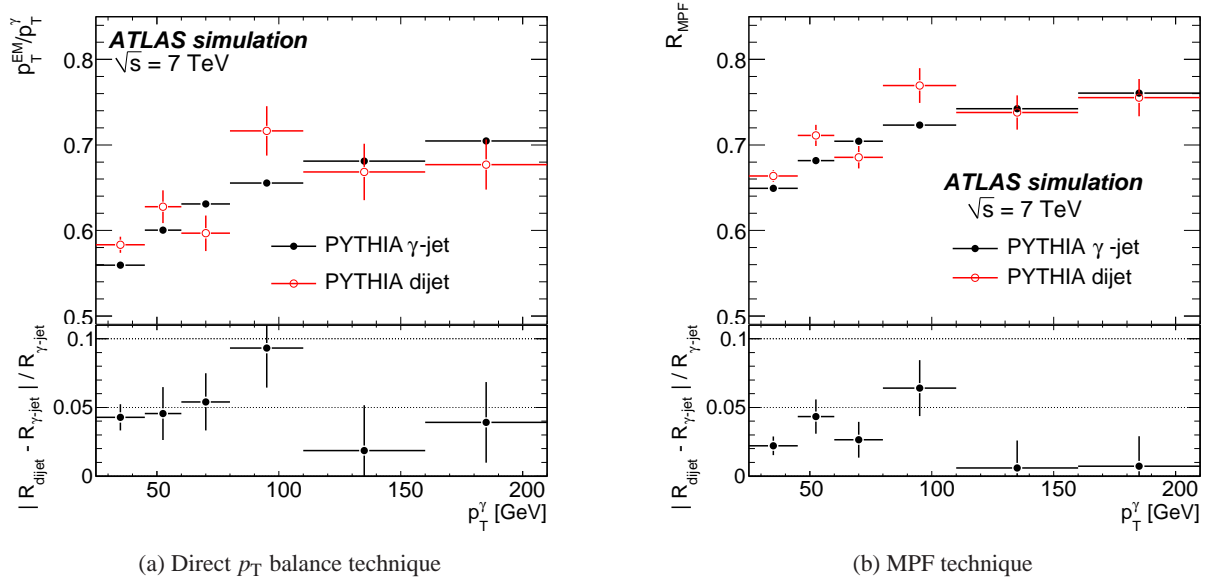 p_T^EM/p_T^γ
0.8
0.7
0.6
0.5
ATLAS simulation
√s = 7 TeV
PYTHIA γ-jet
PYTHIA dijet
| R_dijet - R_γ-jet | / R_γ-jet
0.1
0.05
0
50 100 150 200
p_T^γ [GeV]
(a) Direct p_T balance technique
R_MPF
0.8
0.7
0.6
0.5
ATLAS simulation
√s = 7 TeV
PYTHIA γ -jet
PYTHIA dijet
| R_dijet - R_γ-jet | / R_γ-jet
0.1
0.05
0
50 100 150 200
p_T^γ [GeV]
(b) MPF technique